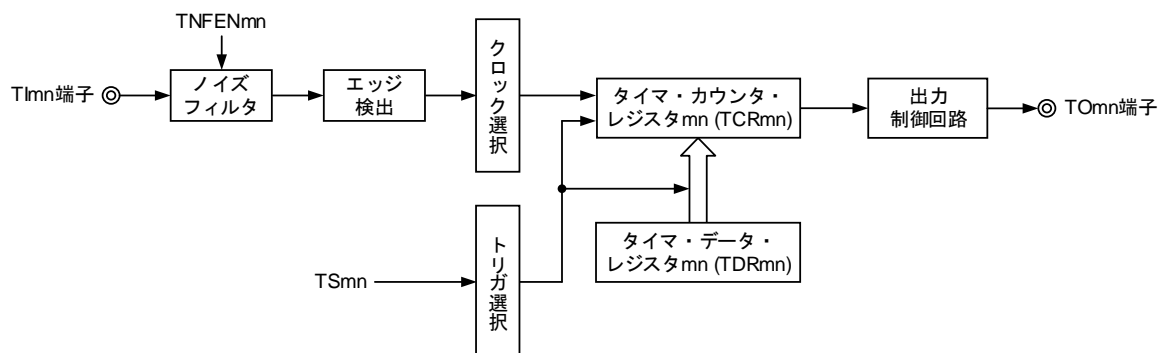 TNFENmn
TImn端子
ノイズ
フィルタ
エッジ
検出
クロック選択
タイマ・カウンタ・
レジスタmn (TCRmn)
出力
制御回路
TOmn端子
タイマ・データ・
レジスタmn (TDRmn)
TSmn
トリガ選択